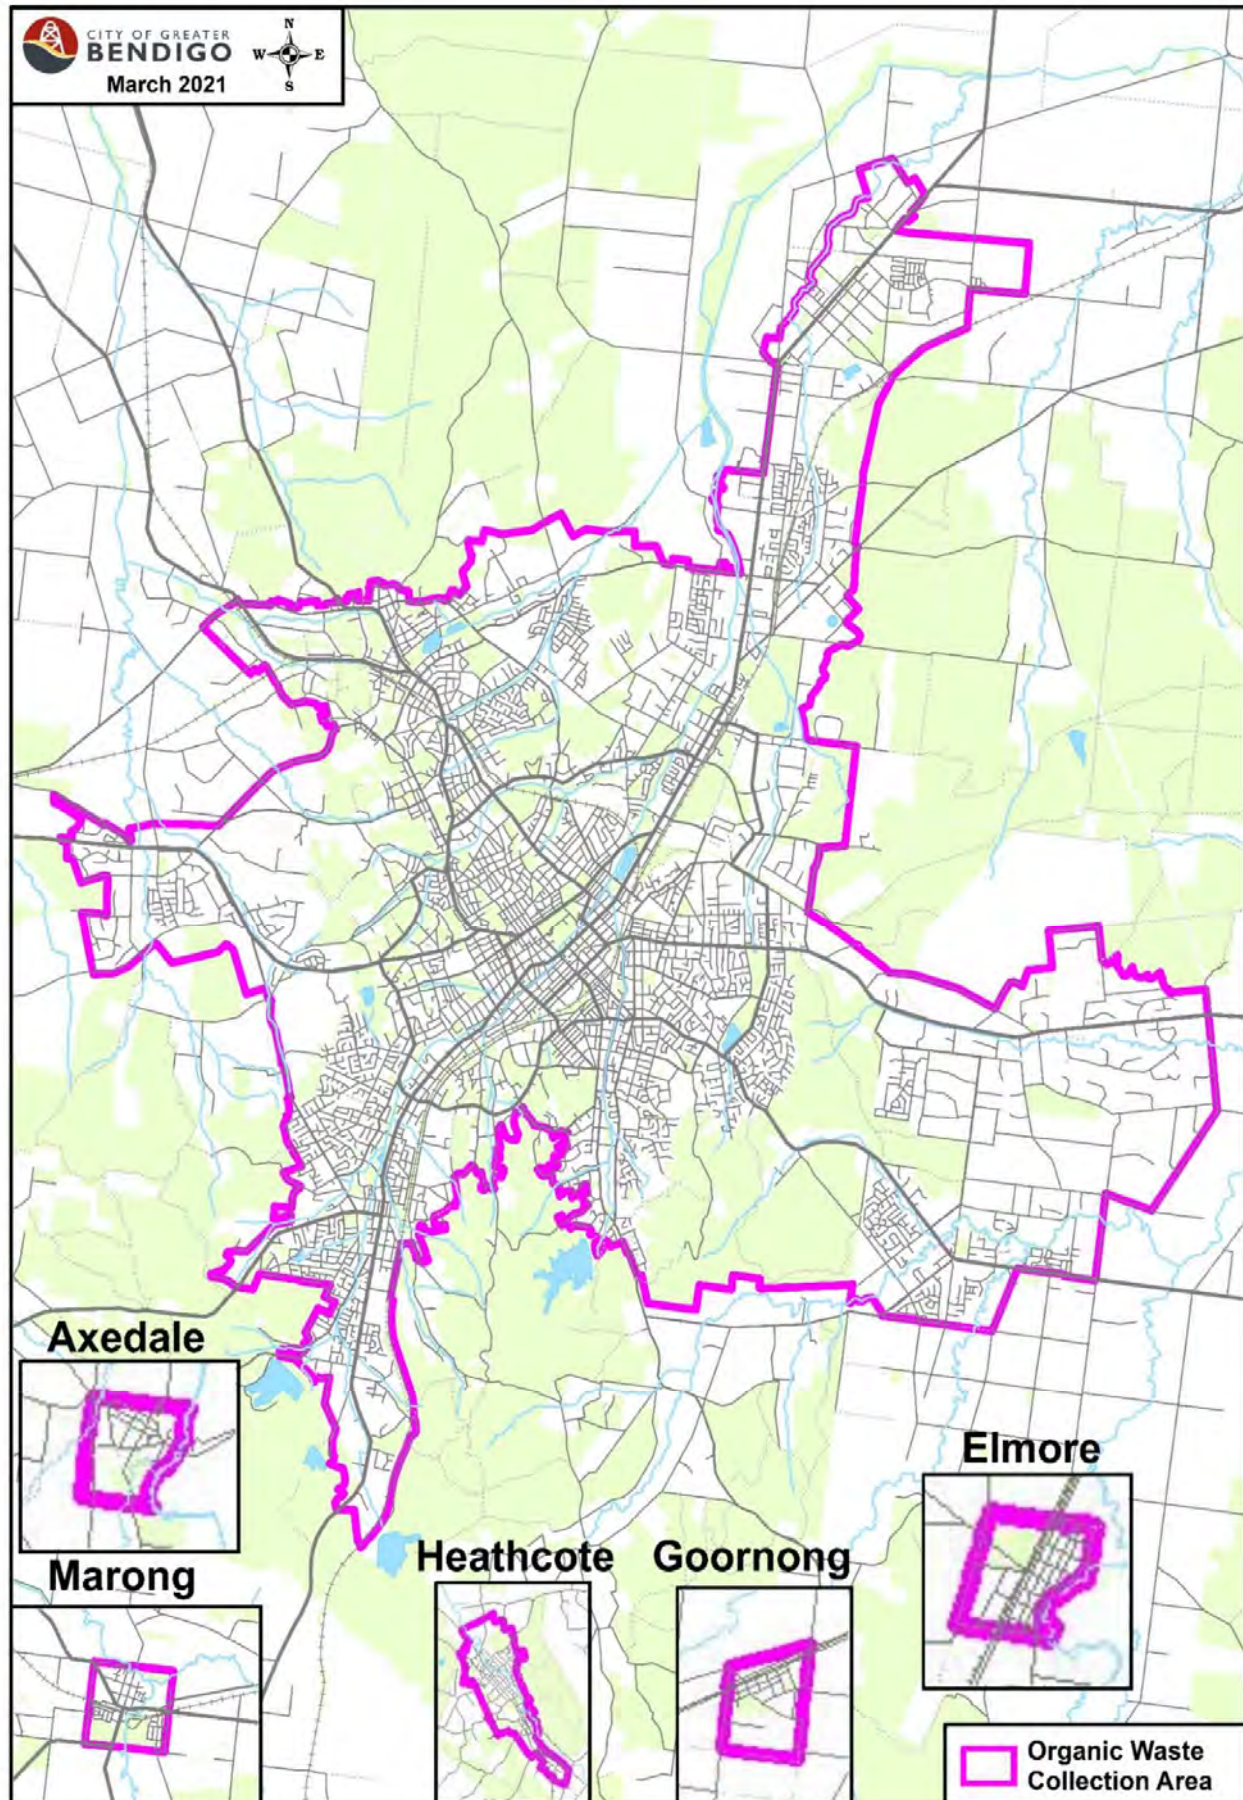 CITY OF GREATER
BENDIGO
March 2021
N
W E
S
Axedale
Marong
Heathcote
Goornong
Elmore
Organic Waste
Collection Area